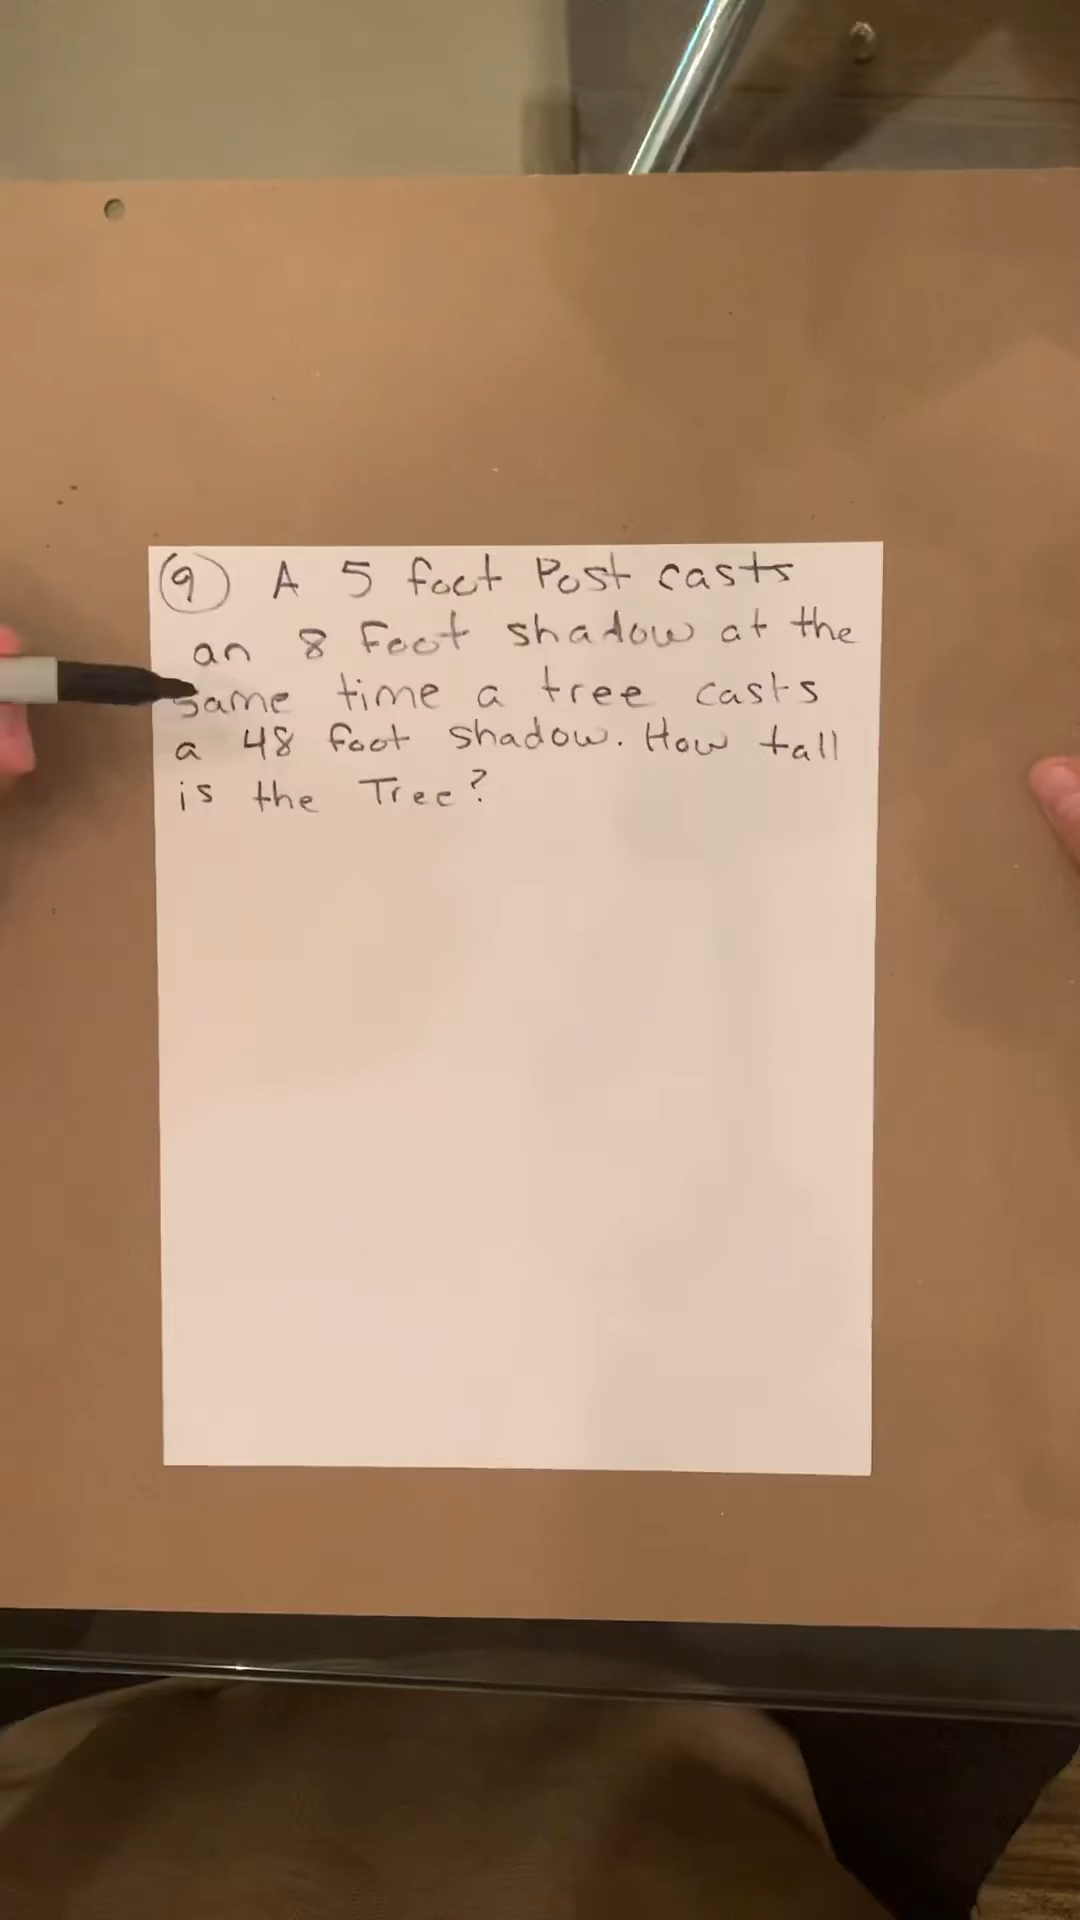 9 A 5 foot Post casts
an 8 Foot shadow at the
same time a tree casts
a 48 foot shadow. How tall
is the Tree?